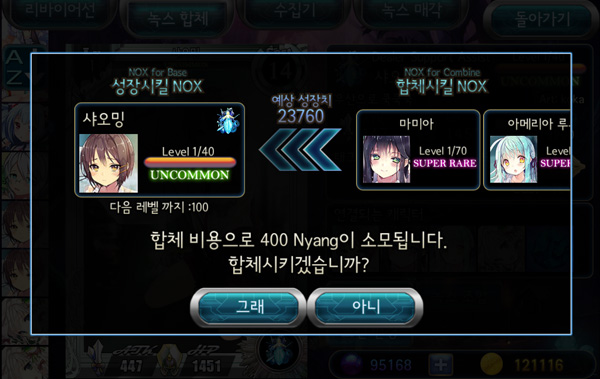 리바이어선
녹스 합체
수집기
녹스 매각
돌아가기
NOX for Base
성장시킬 NOX
예상 성장치
23760
NOX for Combine
합체시킬 NOX
샤오밍
Level 1/40
UNCOMMON
다음 레벨 까지 :100
마미아
Level 1/70
SUPER RARE
아메리아 루
Level
SUPER
합체 비용으로 400 Nyang이 소모됩니다.
합체시키겠습니까?
그래
아니
447
1451
95168
121116